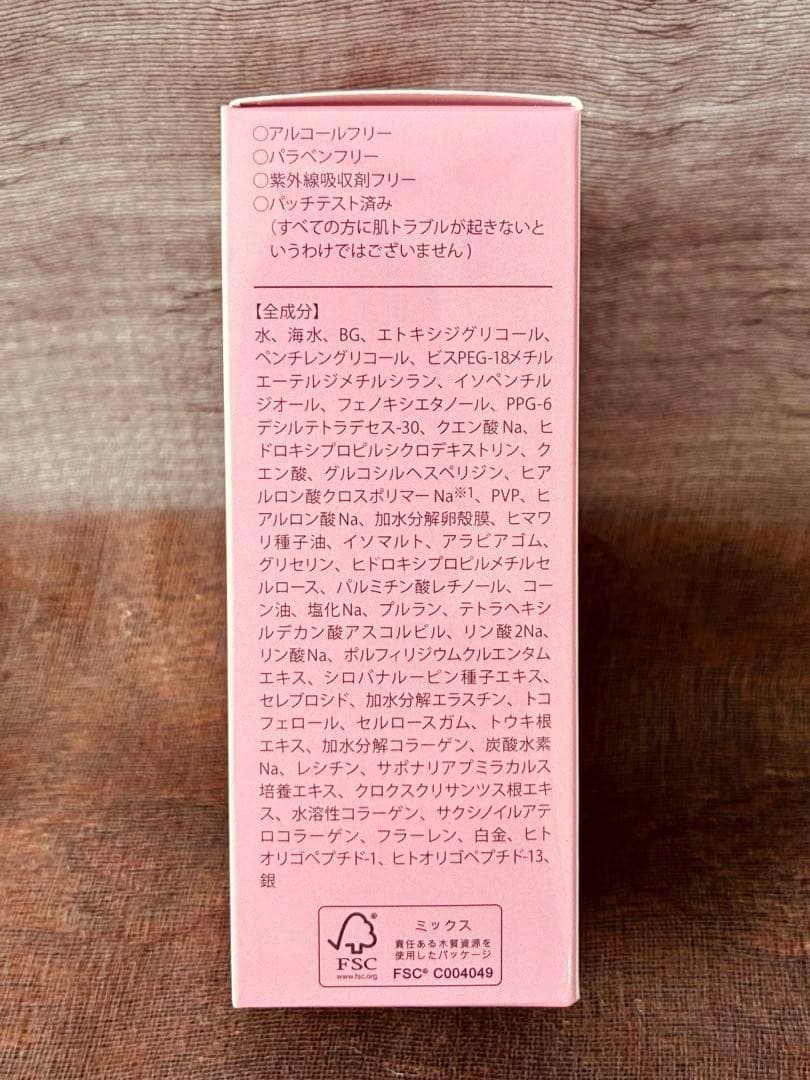 ○アルコールフリー
○パラベンフリー
○紫外線吸収剤フリー
○パッチテスト済み
（すべての方に肌トラブルが起きないと
いうわけではございません）
【全成分】
水、海水、BG、エトキシジグリコール、
ペンチレングリコール、ビスPEG-18メチル
エーテルジメチルシラン、イソペンチル
ジオール、フェノキシエタノール、PPG-6
デシルテトラデセス-30、クエン酸Na、ヒ
ドロキシプロピルシクロデキストリン、ク
エン酸、グルコシルヘスペリジン、ヒア
ルロン酸クロスポリマーNa※1、PVP、ヒ
アルロン酸Na、加水分解卵殻膜、ヒマワ
リ種子油、イソマルト、アラビアゴム、
グリセリン、ヒドロキシプロピルメチルセ
ルロース、パルミチン酸レチノール、コー
ン油、塩化Na、プルラン、テトラヘキシ
ルデカン酸アスコルビル、リン酸2Na、
リン酸Na、ポルフィリジウムクルエンタム
エキス、シロバナルーピン種子エキス、
セレブロシド、加水分解エラスチン、トコ
フェロール、セルロースガム、トウキ根
エキス、加水分解コラーゲン、炭酸水素
Na、レシチン、サポナリアプミラカルス
培養エキス、クロクスクリサンツス根エキ
ス、水溶性コラーゲン、サクシノイルアテ
ロコラーゲン、フラーレン、白金、ヒト
オリゴペプチド-1、ヒトオリゴペプチド-13、
銀
FSC®
www.fsc.org
ミックス
責任ある木質資源を
使用したパッケージ
FSC® C004049